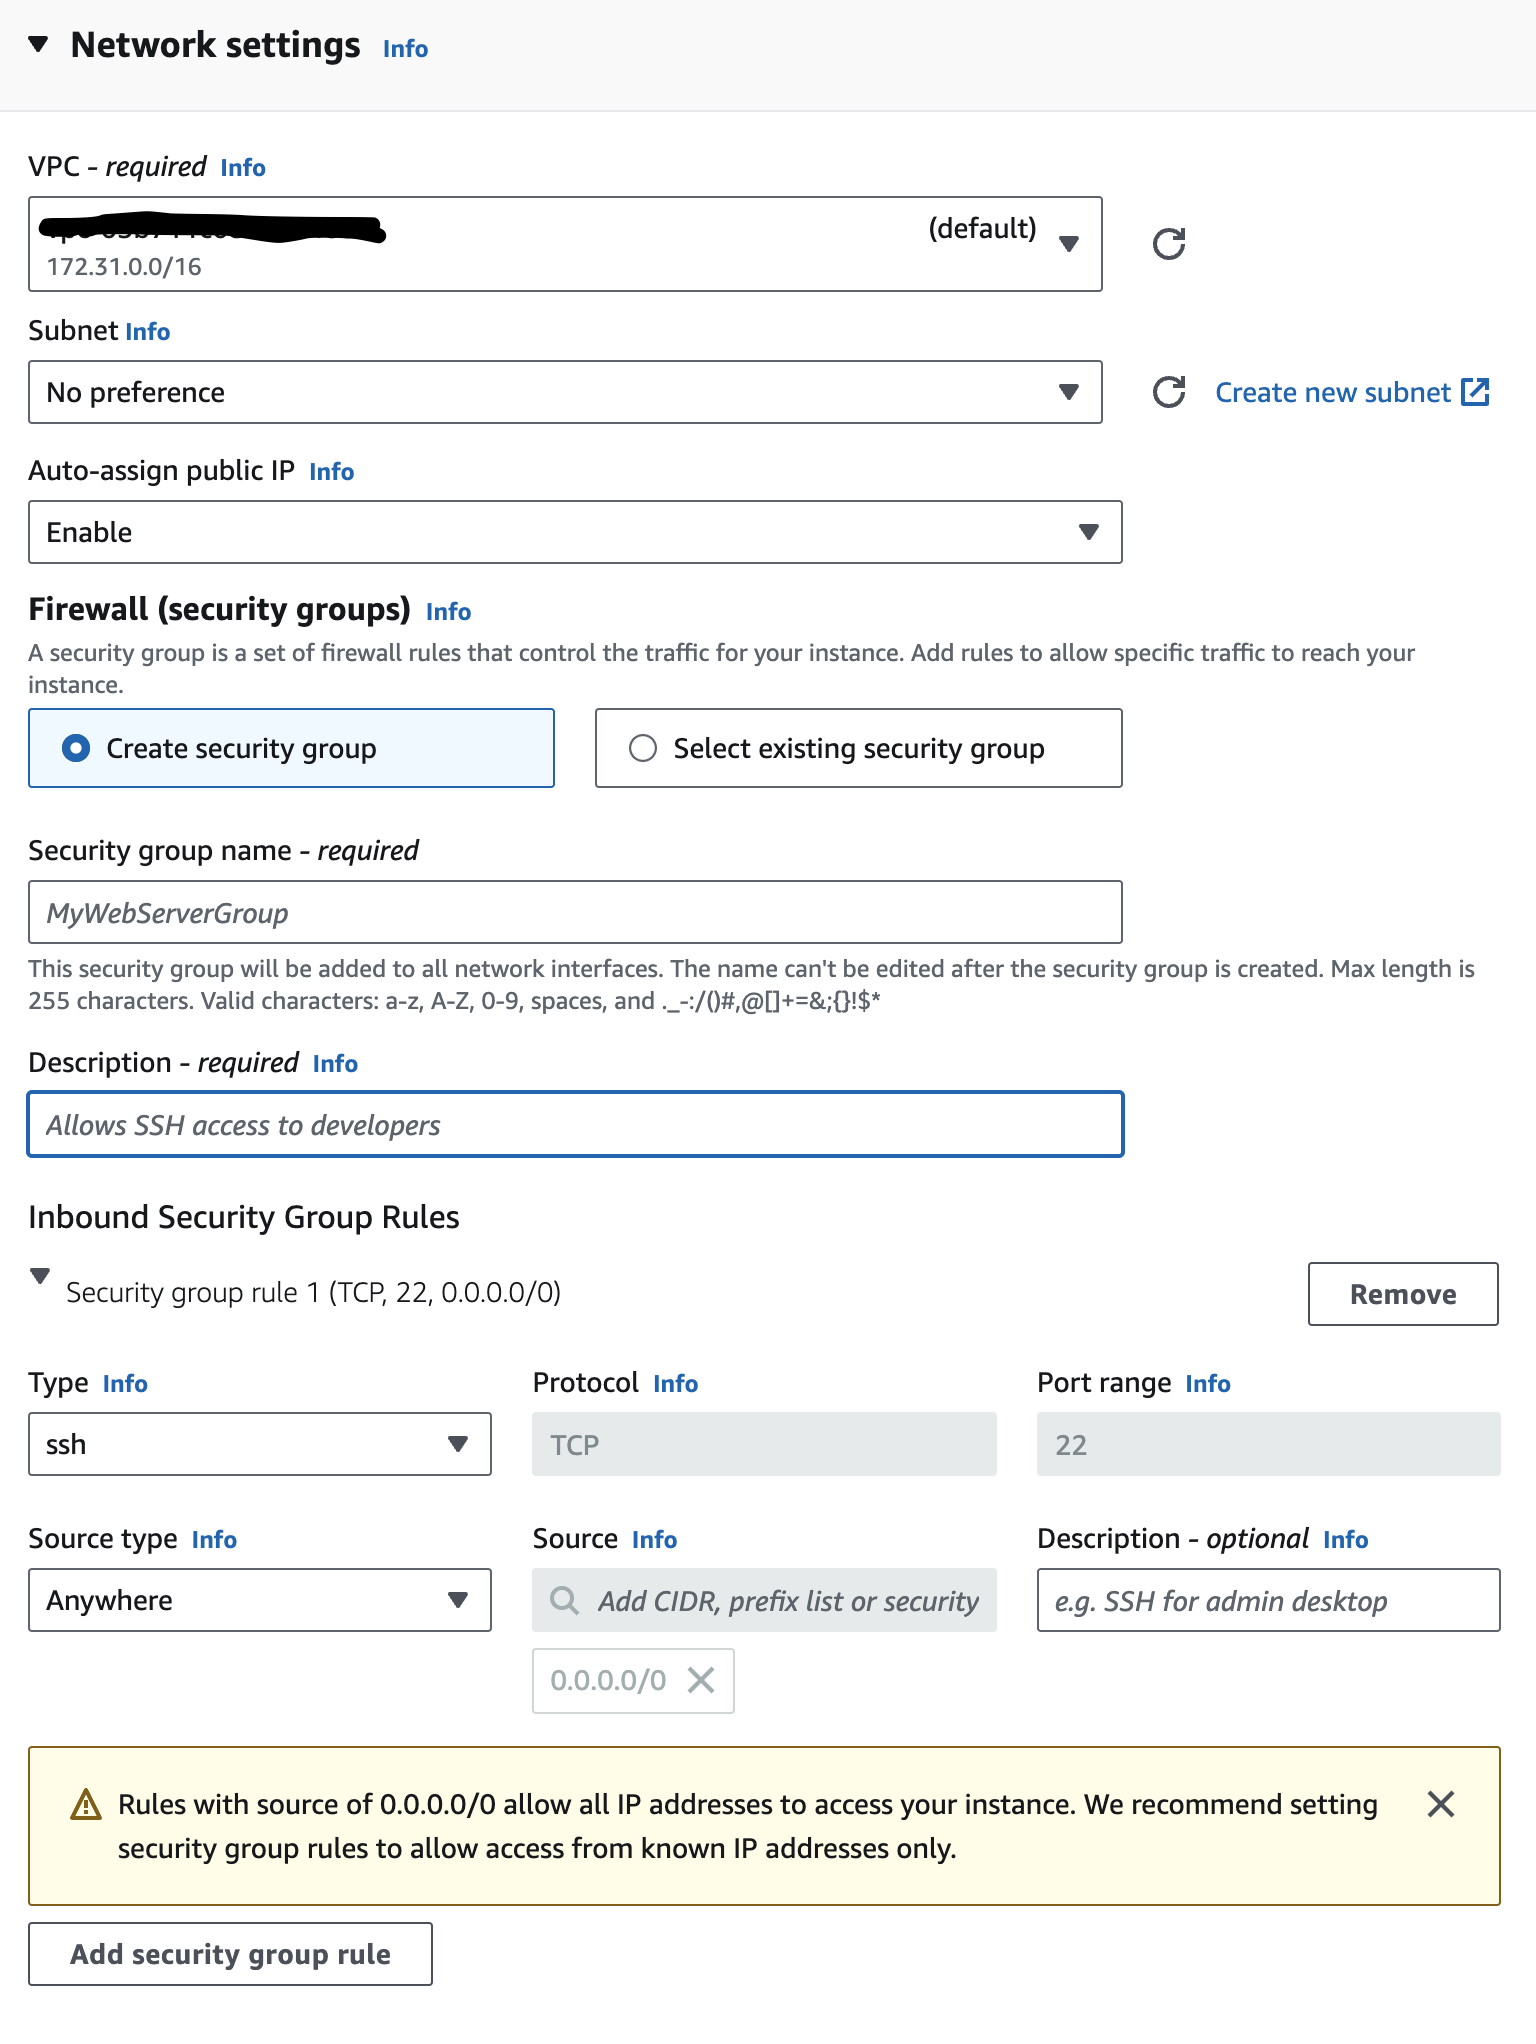 Network settings Info
VPC - required Info
(default)
172.31.0.0/16
Subnet Info
No preference
Create new subnet
Auto-assign public IP Info
Enable
Firewall (security groups) Info
A security group is a set of firewall rules that control the traffic for your instance. Add rules to allow specific traffic to reach your
instance.
Create security group
Select existing security group
Security group name - required
MyWebServerGroup
This security group will be added to all network interfaces. The name can't be edited after the security group is created. Max length is
255 characters. Valid characters: a-z, A-Z, 0-9, spaces, and ._-:/()#,@[]+=&;{}!$*
Description - required Info
Allows SSH access to developers
Inbound Security Group Rules
Security group rule 1 (TCP, 22, 0.0.0.0/0)
Remove
Type Info
Protocol Info
Port range Info
ssh
TCP
22
Source type Info
Source Info
Description - optional Info
Anywhere
Add CIDR, prefix list or security
e.g. SSH for admin desktop
0.0.0.0/0
Rules with source of 0.0.0.0/0 allow all IP addresses to access your instance. We recommend setting
security group rules to allow access from known IP addresses only.
Add security group rule